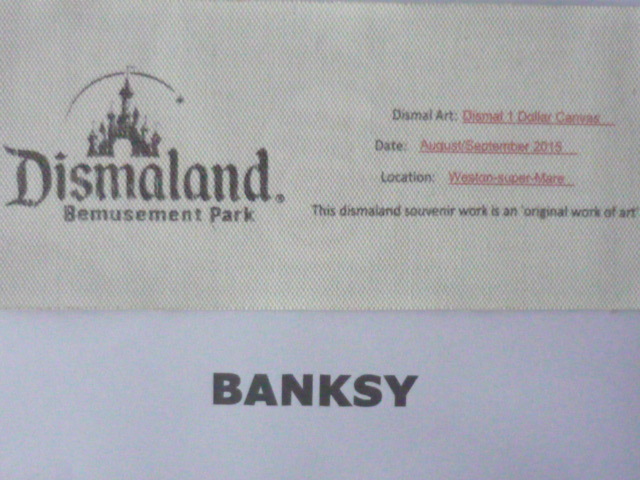 Dismaland.
Bemusement Park
Dismal Art: Dismal 1 Dollar Canvas
Date: August/September 2015
Location: Weston-super-Mare
This dismaland souvenir work is an 'original work of art'
BANKSY